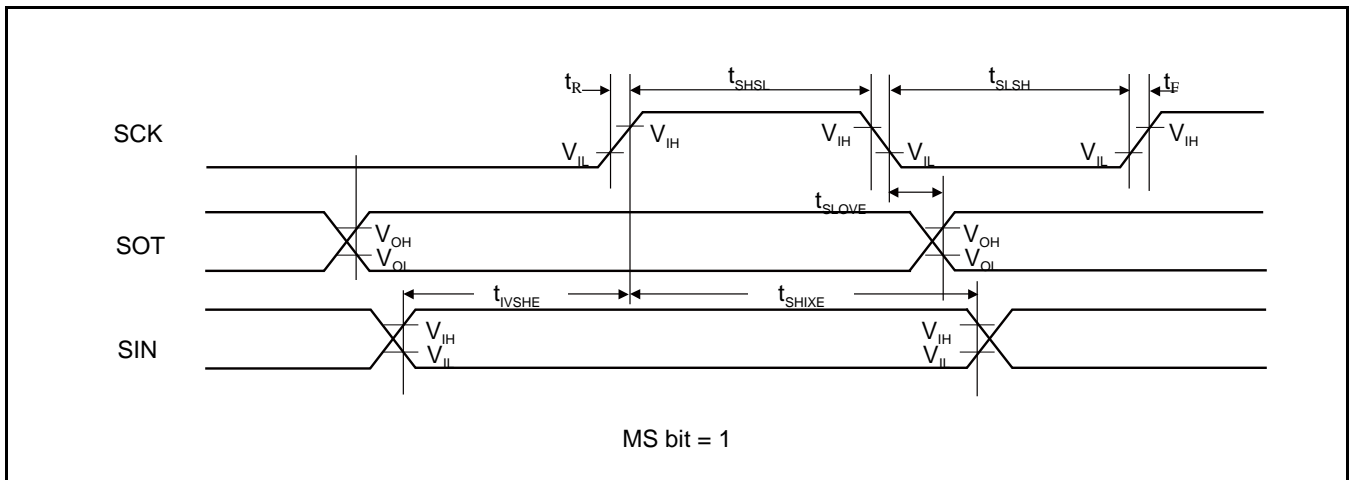 tR tSHSL tSLSH tF
SCK VIH VIH VIH
VIL VIL VIL
tSLOVE
SOT VOH VOH
VOL VOL
tIVSHE tSHIXE
SIN VIH VIH
VIL VIL
MS bit = 1